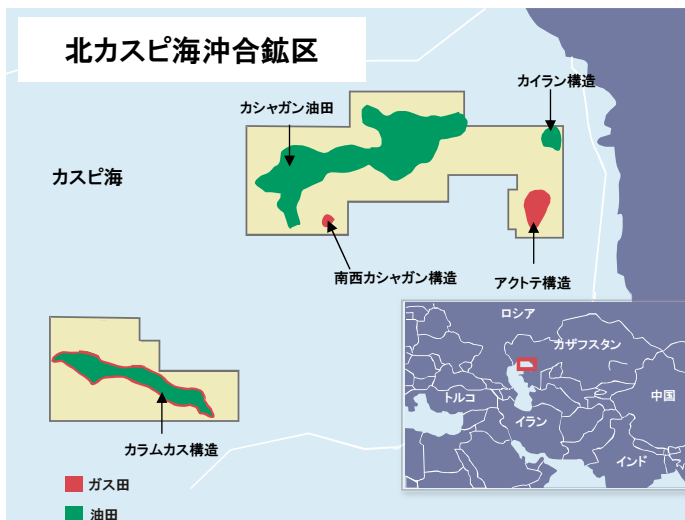 北カスピ海沖合鉱区
カイラン構造
カシャガン油田
カスピ海
南西カシャガン構造
アクトテ構造
ロシア
カザフスタン
中国
トルコ
イラン
インド
カラムカス構造
ガス田
油田